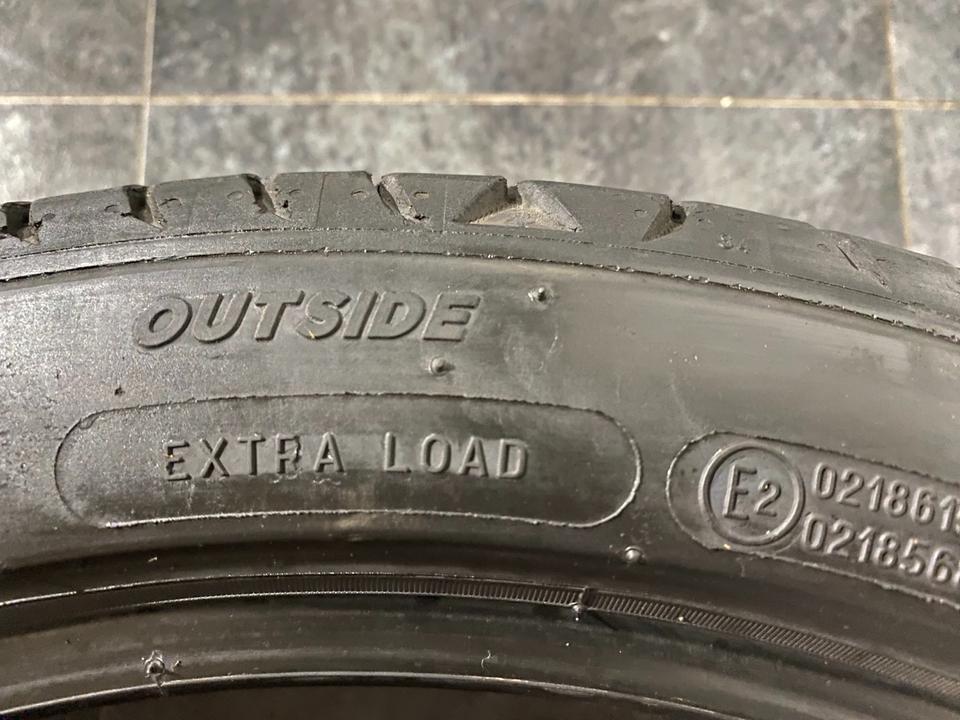 OUTSIDE
EXTRA LOAD
E2
021861
021856